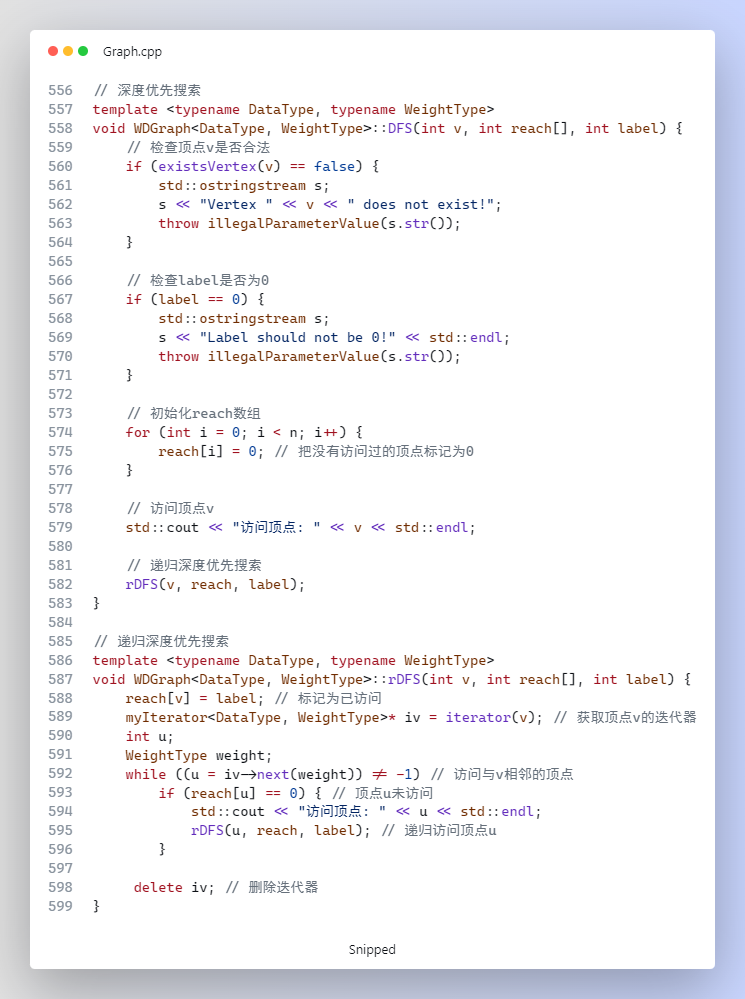 Graph.cpp
556 // 深度优先搜索
557 template <typename DataType, typename WeightType>
558 void WDGraph<DataType, WeightType>::DFS(int v, int reach[], int label) {
559     // 检查顶点v是否合法
560     if (existsVertex(v) == false) {
561         std::ostringstream s;
562         s << "Vertex " << v << " does not exist!";
563         throw illegalParameterValue(s.str());
564     }
565
566     // 检查label是否为0
567     if (label == 0) {
568         std::ostringstream s;
569         s << "Label should not be 0!" << std::endl;
570         throw illegalParameterValue(s.str());
571     }
572
573     // 初始化reach数组
574     for (int i = 0; i < n; i++) {
575         reach[i] = 0; // 把没有访问过的顶点标记为0
576     }
577
578     // 访问顶点v
579     std::cout << "访问顶点: " << v << std::endl;
580
581     // 递归深度优先搜索
582     rDFS(v, reach, label);
583 }
584
585 // 递归深度优先搜索
586 template <typename DataType, typename WeightType>
587 void WDGraph<DataType, WeightType>::rDFS(int v, int reach[], int label) {
588     reach[v] = label; // 标记为已访问
589     myIterator<DataType, WeightType>* iv = iterator(v); // 获取顶点v的迭代器
590     int u;
591     WeightType weight;
592     while ((u = iv->next(weight)) != -1) // 访问与v相邻的顶点
593         if (reach[u] == 0) { // 顶点u未访问
594             std::cout << "访问顶点: " << u << std::endl;
595             rDFS(u, reach, label); // 递归访问顶点u
596         }
597
598      delete iv; // 删除迭代器
599 }
Snipped